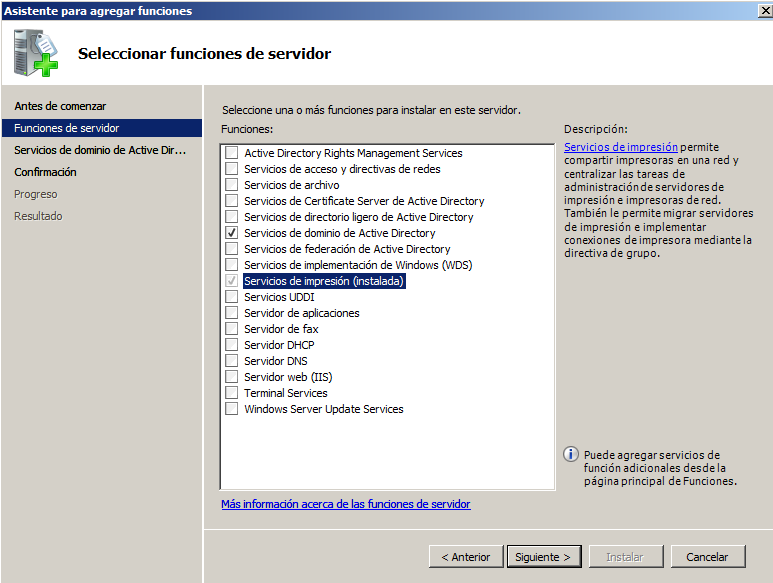 Asistente para agregar funciones
Seleccionar funciones de servidor
Antes de comenzar
Funciones de servidor
Servicios de dominio de Active Dir...
Confirmación
Progreso
Resultado
Seleccione una o más funciones para instalar en este servidor.
Funciones:
Active Directory Rights Management Services
Servicios de acceso y directivas de redes
Servicios de archivo
Servicios de Certificate Server de Active Directory
Servicios de directorio ligero de Active Directory
Servicios de dominio de Active Directory
Servicios de federación de Active Directory
Servicios de implementación de Windows (WDS)
Servicios de impresión (instalada)
Servicios UDDI
Servidor de aplicaciones
Servidor de fax
Servidor DHCP
Servidor DNS
Servidor web (IIS)
Terminal Services
Windows Server Update Services
Más información acerca de las funciones de servidor
Descripción:
Servicios de impresión permite
compartir impresoras en una red y
centralizar las tareas de
administración de servidores de
impresión e impresoras de red.
También le permite migrar servidores
de impresión e implementar
conexiones de impresora mediante la
directiva de grupo.
Puede agregar servicios de
función adicionales desde la
página principal de Funciones.
< Anterior
Siguiente >
Instalar
Cancelar